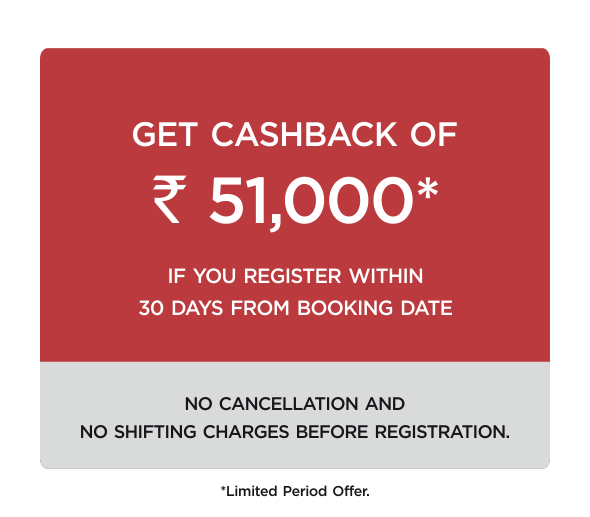 GET CASHBACK OF
₹ 51,000*
IF YOU REGISTER WITHIN
30 DAYS FROM BOOKING DATE
NO CANCELLATION AND
NO SHIFTING CHARGES BEFORE REGISTRATION.
*Limited Period Offer.